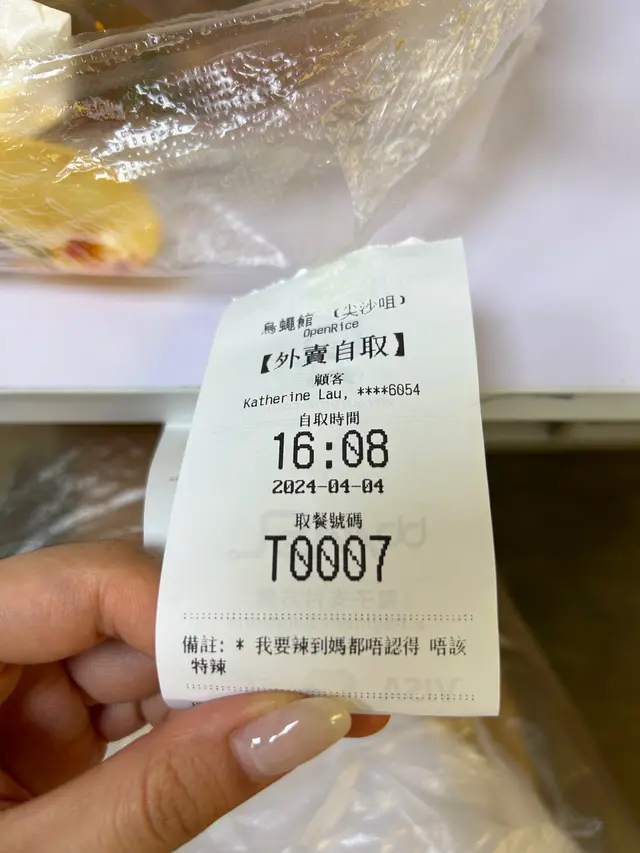 烏蠅館 (尖沙咀)
OpenRice
【外賣自取】
顧客
Katherine Lau, ****6054
自取時間
16:08
2024-04-04
取餐號碼
T0007
備註: * 我要辣到媽都唔認得 唔該
特辣
VISA